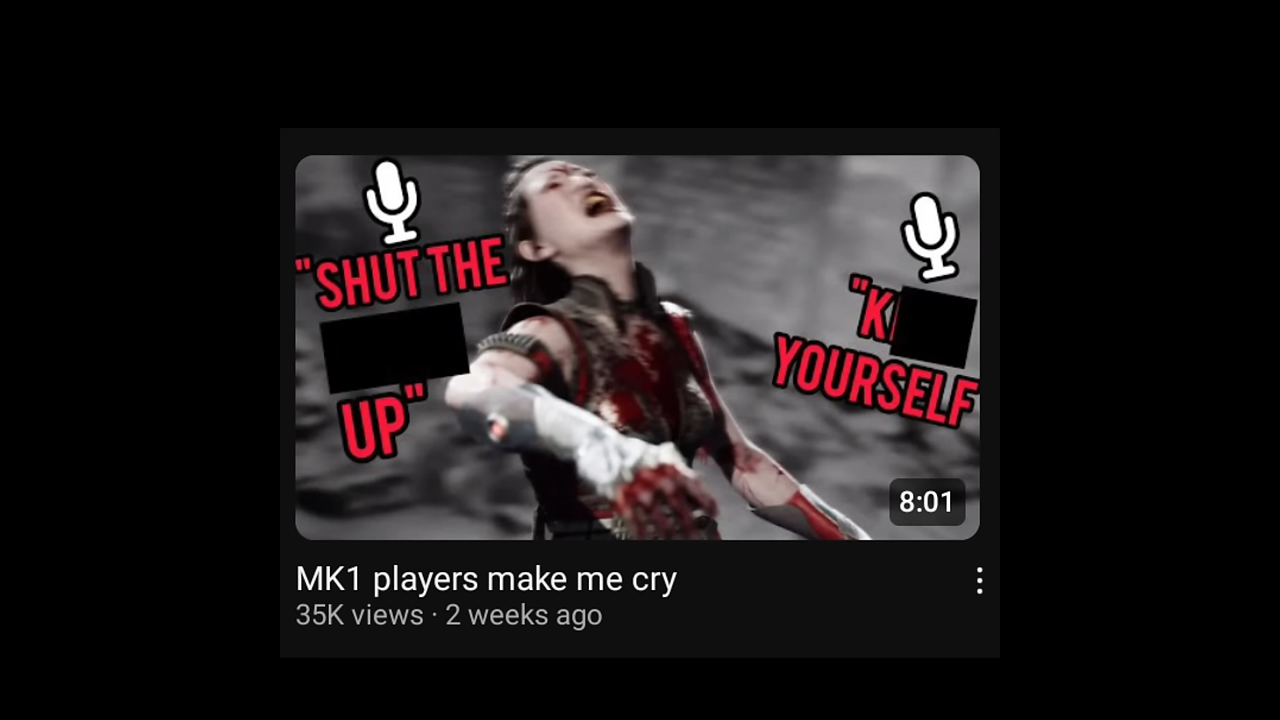 "SHUT THE
UP"
"K
YOURSELF
8:01
MK1 players make me cry
35K views · 2 weeks ago